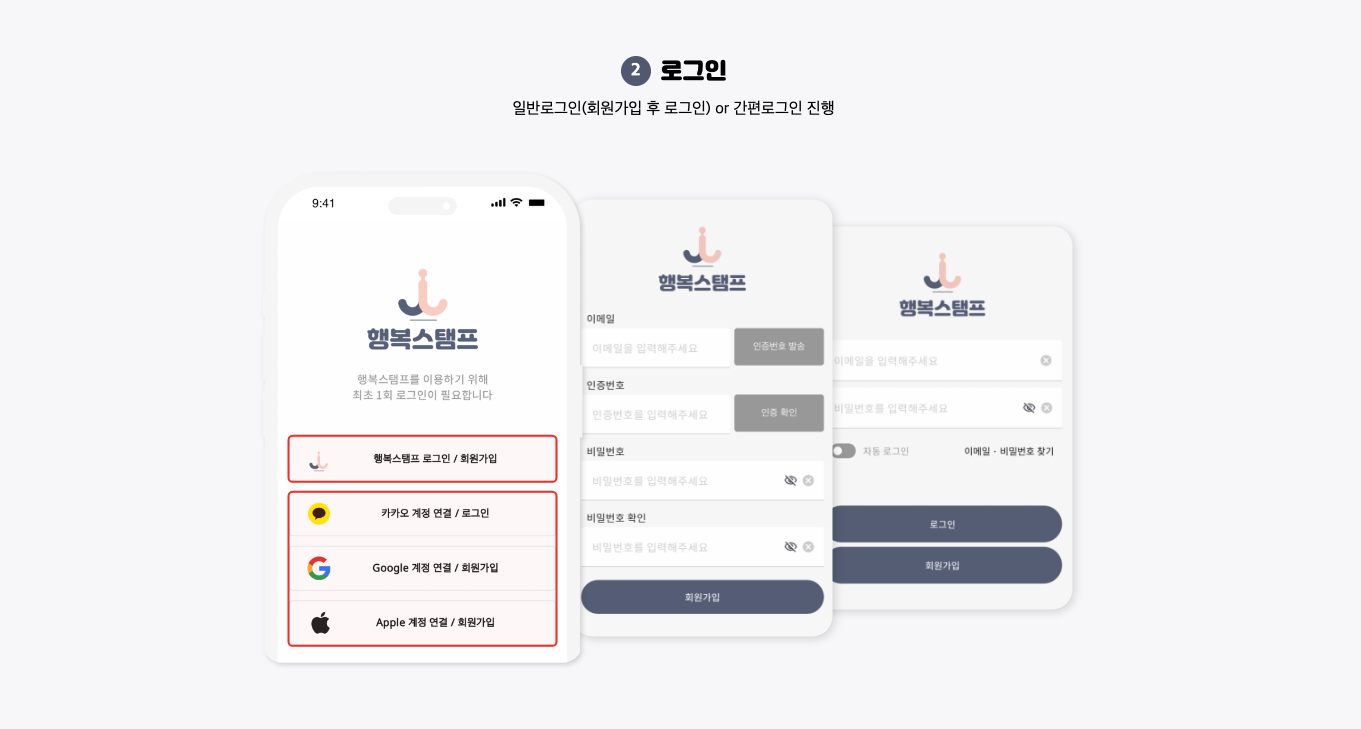 2 로그인
일반로그인(회원가입 후 로그인) or 간편로그인 진행
9:41
행복스탬프
행복스탬프를 이용하기 위해
최초 1회 로그인이 필요합니다
행복스탬프 로그인 / 회원가입
카카오 계정 연결 / 로그인
Google 계정 연결 / 회원가입
Apple 계정 연결 / 회원가입
행복스탬프
이메일
이메일을 입력해주세요
인증번호 발송
인증번호
인증번호를 입력해주세요
인증 확인
비밀번호
비밀번호를 입력해주세요
비밀번호 확인
비밀번호를 입력해주세요
회원가입
행복스탬프
이메일을 입력해주세요
비밀번호를 입력해주세요
자동 로그인
이메일 · 비밀번호 찾기
로그인
회원가입